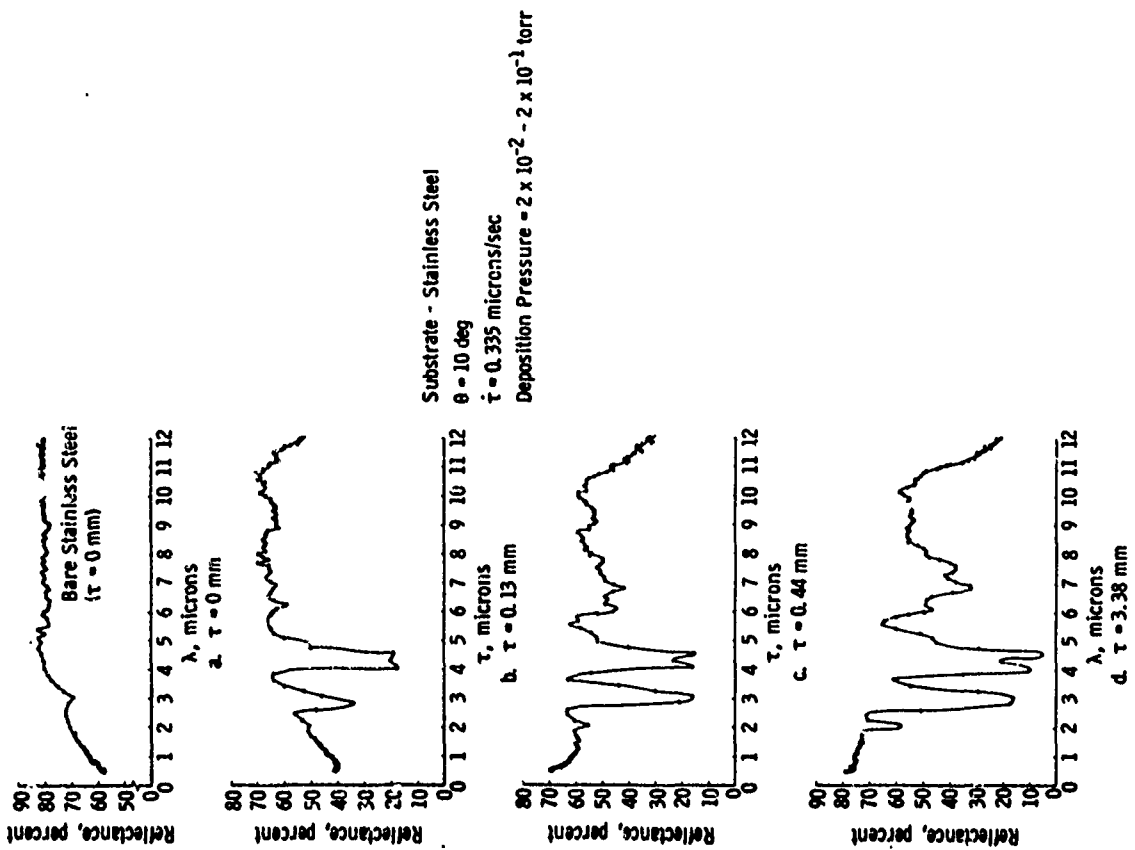 Reflectance, percent
90
80
70
60
50
0
Bare Stainless Steel
(τ = 0 mm)
0 1 2 3 4 5 6 7 8 9 10 11 12
λ, microns
a. τ = 0 mm
Reflectance, percent
80
70
60
50
40
30
20
10
0
0 1 2 3 4 5 6 7 8 9 10 11 12
τ, microns
b. τ = 0.13 mm
Substrate - Stainless Steel
θ = 10 deg
τ̇ = 0.335 microns/sec
Deposition Pressure = 2 x 10⁻² - 2 x 10⁻¹ torr
Reflectance, percent
80
70
60
50
40
30
20
10
0
0 1 2 3 4 5 6 7 8 9 10 11 12
τ, microns
c. τ = 0.44 mm
Reflectance, percent
90
80
70
60
50
40
30
20
10
0
0 1 2 3 4 5 6 7 8 9 10 11 12
λ, microns
d. τ = 3.38 mm